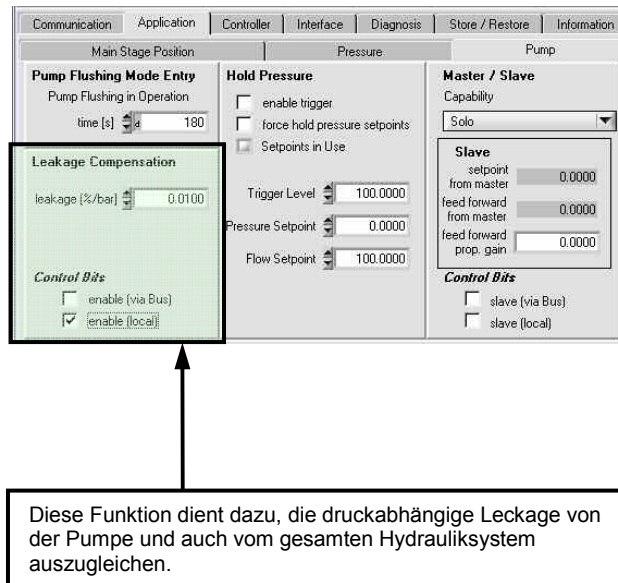 Communication Application Controller Interface Diagnosis Store / Restore Information
Main Stage Position Pressure Pump
Pump Flushing Mode Entry
Pump Flushing in Operation
time [s] d 180
Leakage Compensation
leakage [%/bar] 0.0100
Control Bits
enable (via Bus)
enable (local)
Hold Pressure
enable trigger
force hold pressure setpoints
Setpoints in Use
Trigger Level 100.0000
Pressure Setpoint 0.0000
Flow Setpoint 100.0000
Master / Slave
Capability
Solo
Slave
setpoint
from master 0.0000
feed forward
from master 0.0000
feed forward
prop. gain 0.0000
Control Bits
slave (via Bus)
slave (local)
Diese Funktion dient dazu, die druckabhängige Leckage von
der Pumpe und auch vom gesamten Hydrauliksystem
auszugleichen.